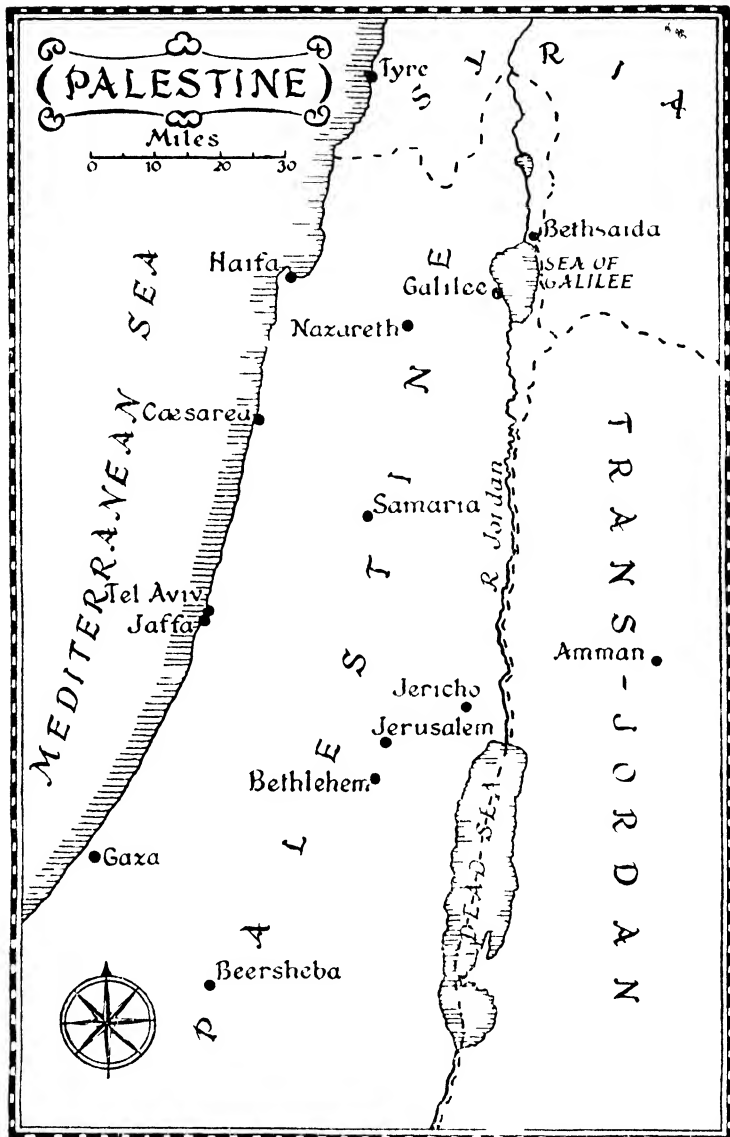 PALESTINE
Miles
0 10 20 30
Tyre
SYRIA
Bethsaida
SEA OF
GALILEE
Haifa
Galilee
Nazareth
MEDITERRANEAN SEA
Cæsarea
Samaria
R Jordan
Tel Aviv
Jaffa
TRANS-JORDAN
Amman
Jericho
Jerusalem
Bethlehem
DEAD-SEA
Gaza
PALESTINE
Beersheba